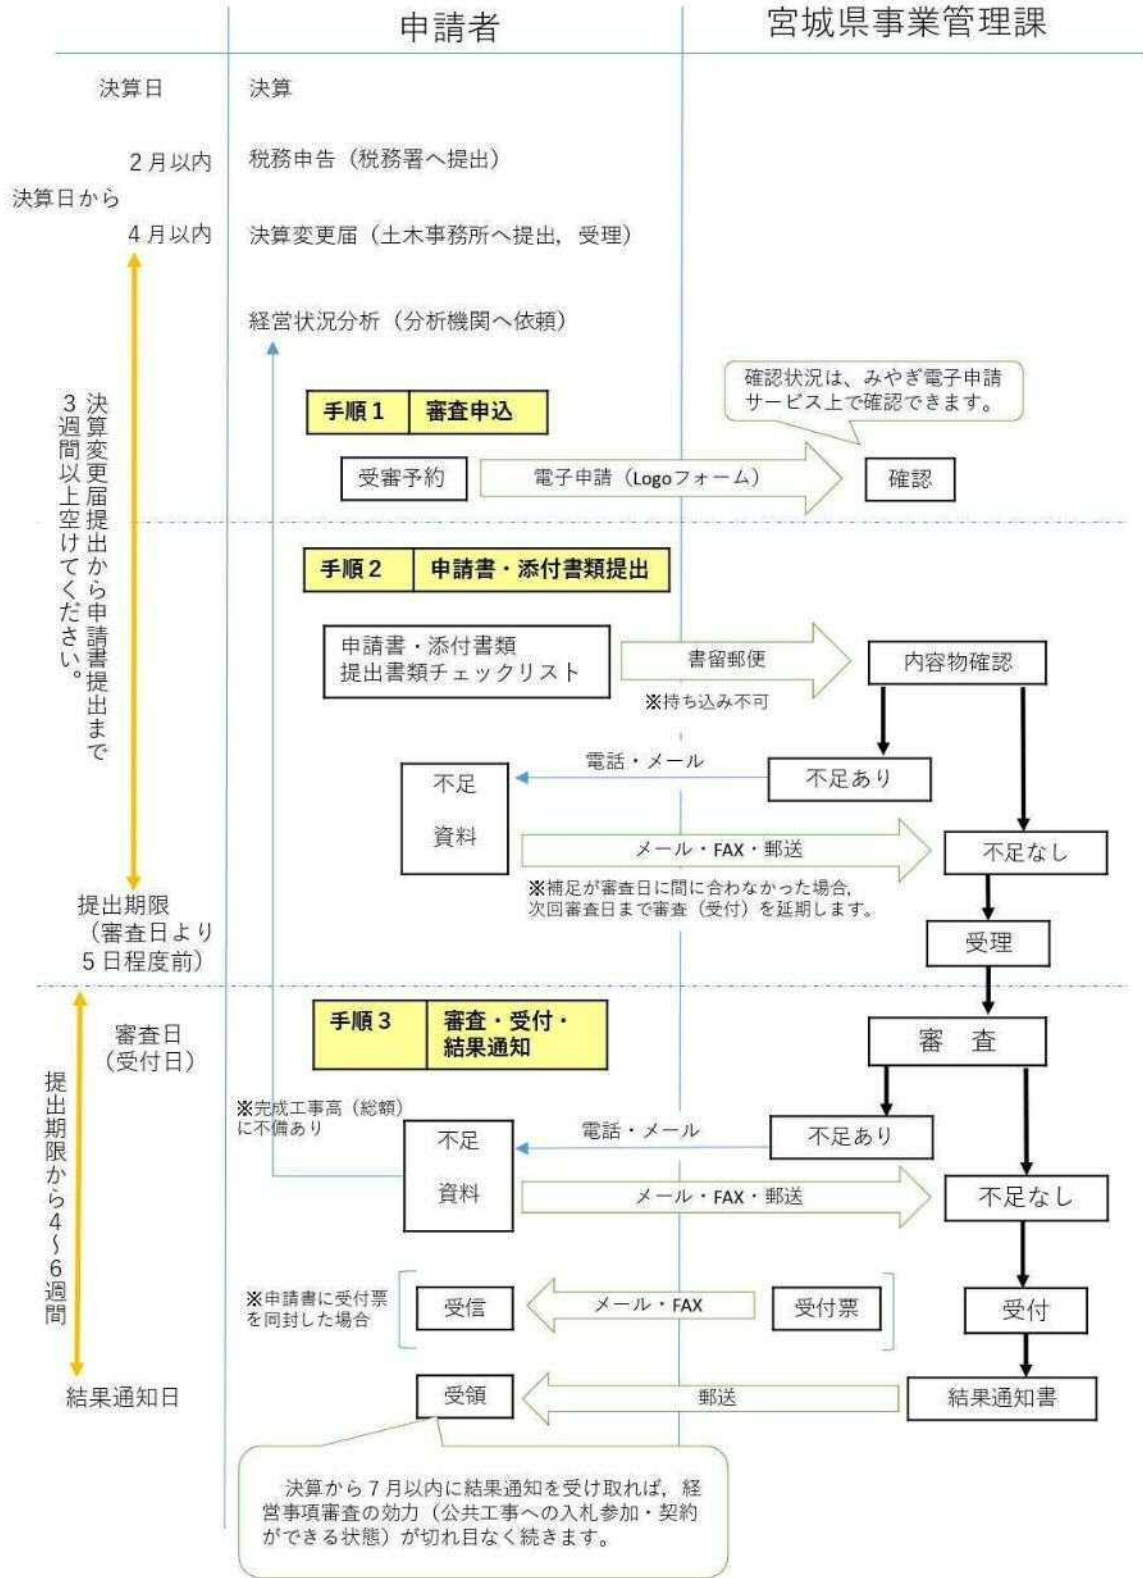 申請者
宮城県事業管理課
決算日
決算
2月以内
税務申告（税務署へ提出）
決算日から
4月以内
決算変更届（土木事務所へ提出，受理）
経営状況分析（分析機関へ依頼）
決算変更届提出から申請書提出まで
3週間以上空けてください。
手順1
審査申込
確認状況は、みやぎ電子申請
サービス上で確認できます。
受審予約
電子申請（Logoフォーム）
確認
手順2
申請書・添付書類提出
申請書・添付書類
提出書類チェックリスト
書留郵便
※持ち込み不可
内容物確認
電話・メール
不足あり
不足
資料
メール・FAX・郵送
不足なし
※補足が審査日に間に合わなかった場合，
次回審査日まで審査（受付）を延期します。
受理
提出期限
（審査日より
5日程度前）
手順3
審査・受付・
結果通知
審査日
（受付日）
審　査
提出期限から4～6週間
※完成工事高（総額）
に不備あり
不足
資料
電話・メール
不足あり
メール・FAX・郵送
不足なし
※申請書に受付票
を同封した場合
受信
メール・FAX
受付票
受付
結果通知日
受領
郵送
結果通知書
決算から7月以内に結果通知を受け取れば，経
営事項審査の効力（公共工事への入札参加・契約
ができる状態）が切れ目なく続きます。